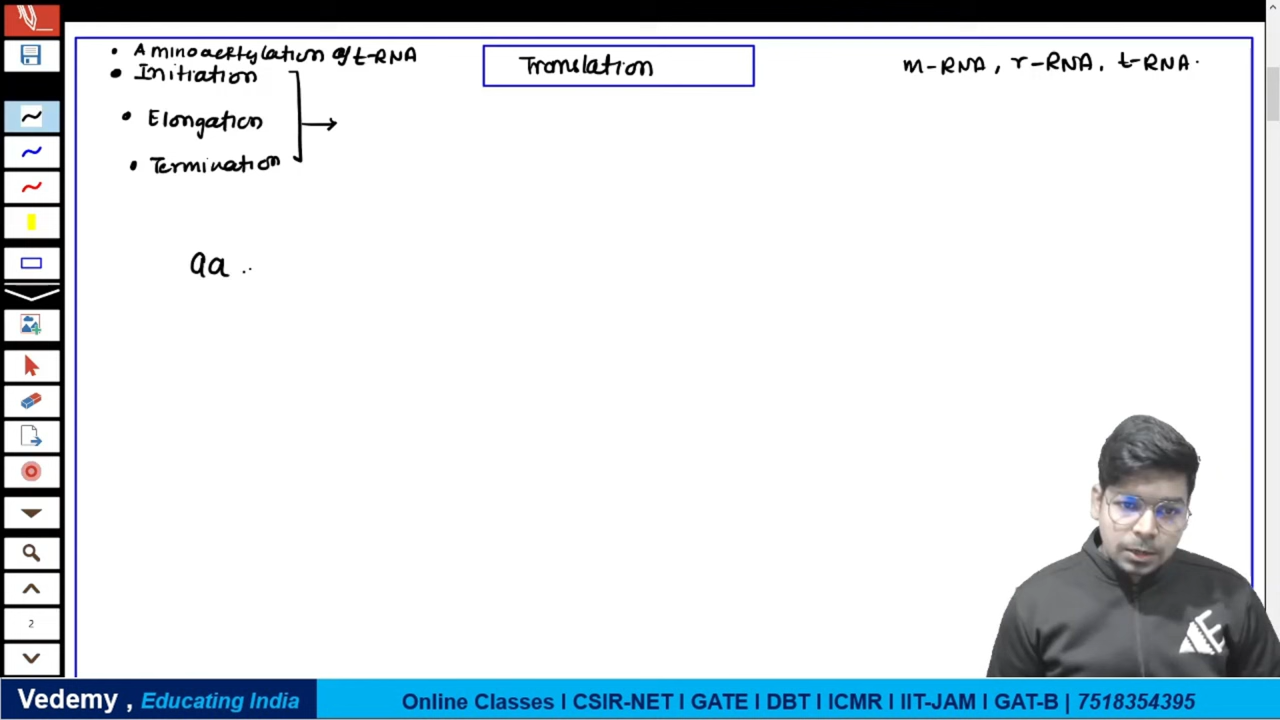 • Aminoacetylation of t-RNA
• Initiation
• Elongation
• Termination
Translation
m-RNA, r-RNA, t-RNA.
aa ..
2
Vedemy , Educating India
Online Classes I CSIR-NET I GATE I DBT I ICMR I IIT-JAM I GAT-B | 7518354395